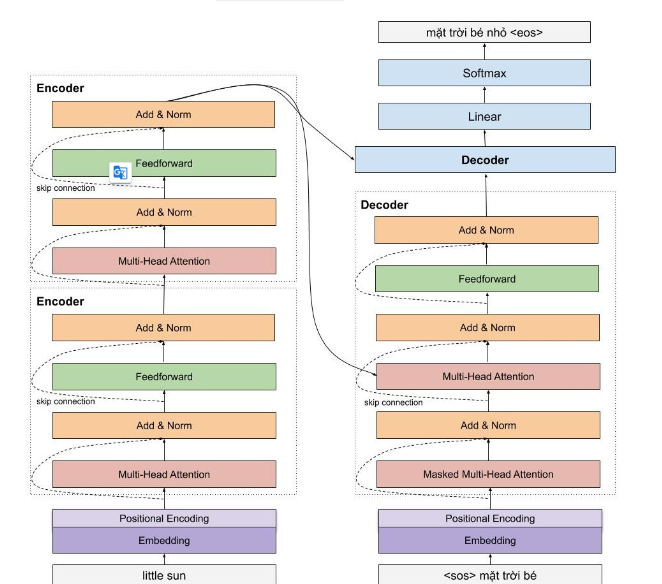 Encoder
Add & Norm
Feedforward
skip connection
Add & Norm
Multi-Head Attention
Encoder
Add & Norm
Feedforward
skip connection
Add & Norm
Multi-Head Attention
Positional Encoding
Embedding
little sun
mặt trời bé nhỏ <eos>
Softmax
Linear
Decoder
Decoder
Add & Norm
Feedforward
Add & Norm
Multi-Head Attention
skip connection
Add & Norm
Masked Multi-Head Attention
Positional Encoding
Embedding
<sos> mặt trời bé